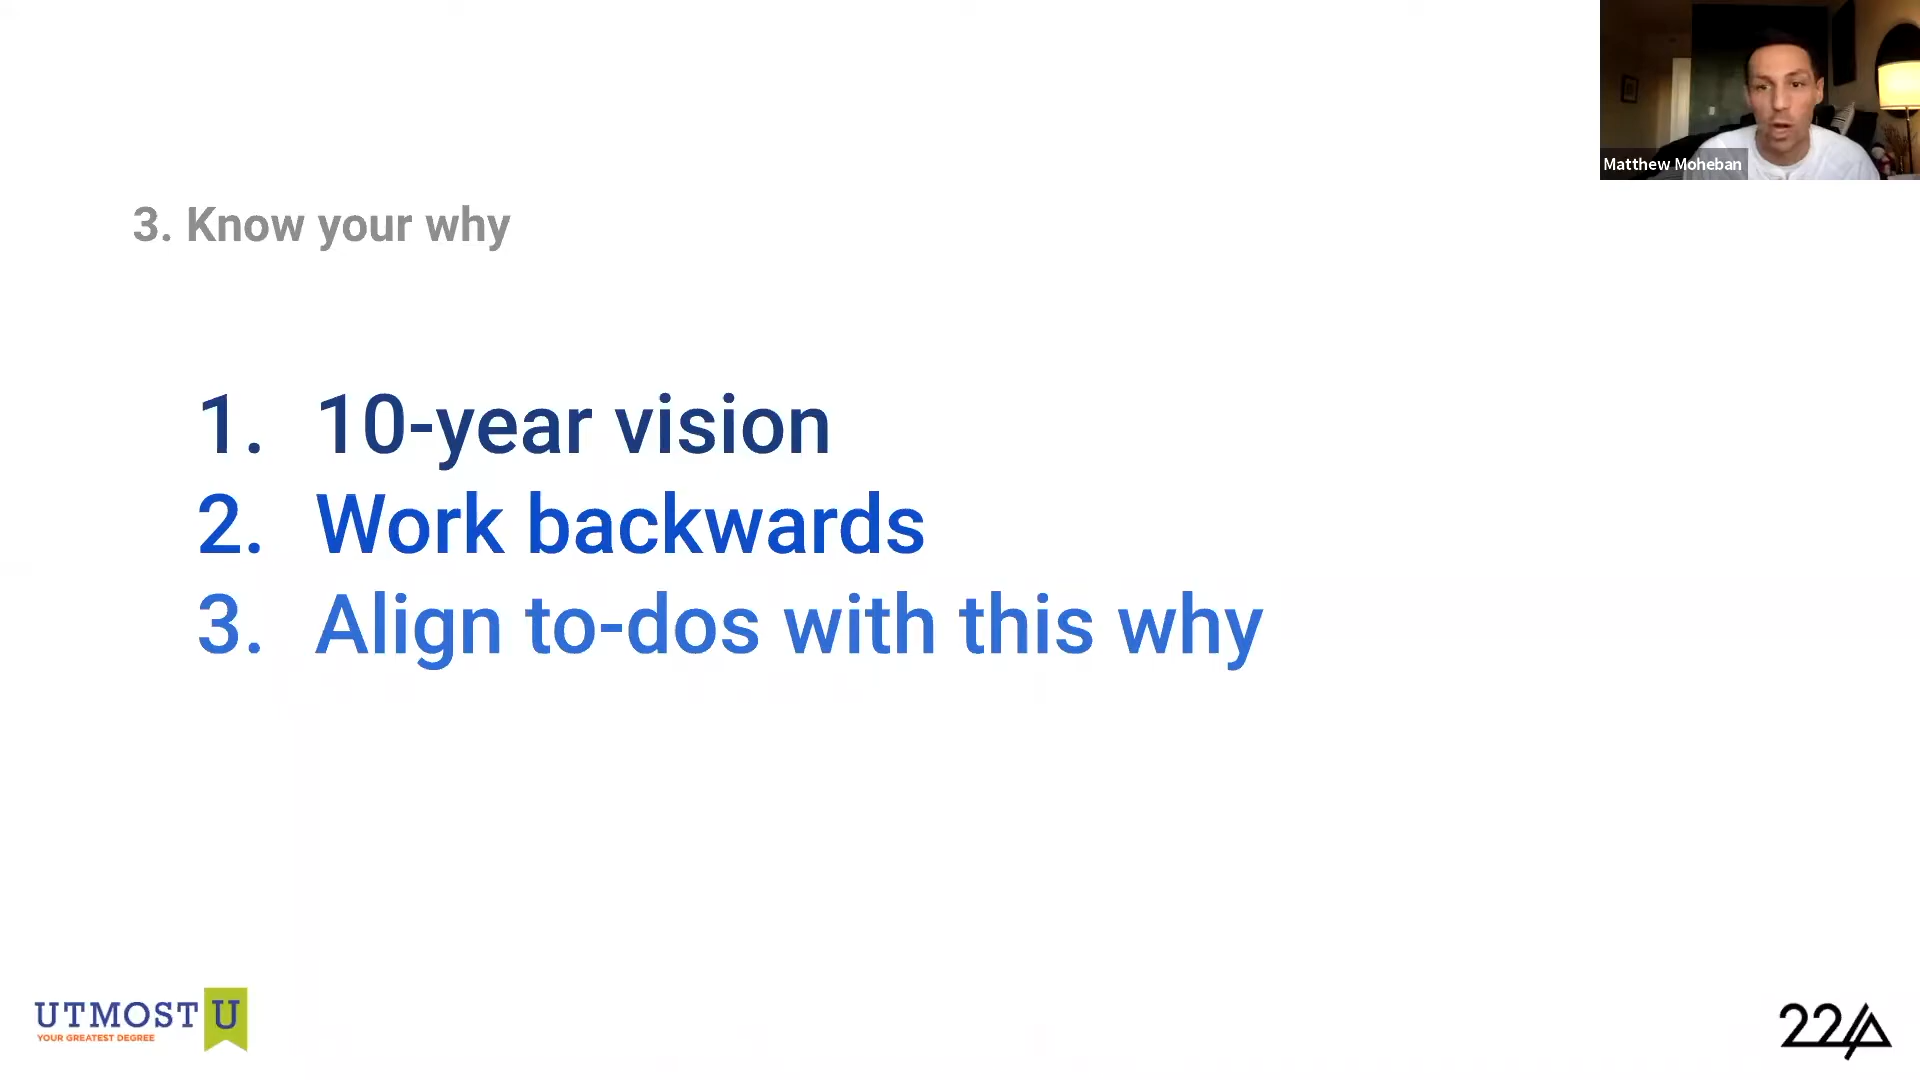 Matthew Moheban
3. Know your why
1. 10-year vision
2. Work backwards
3. Align to-dos with this why
UTMOST U
YOUR GREATEST DEGREE
22